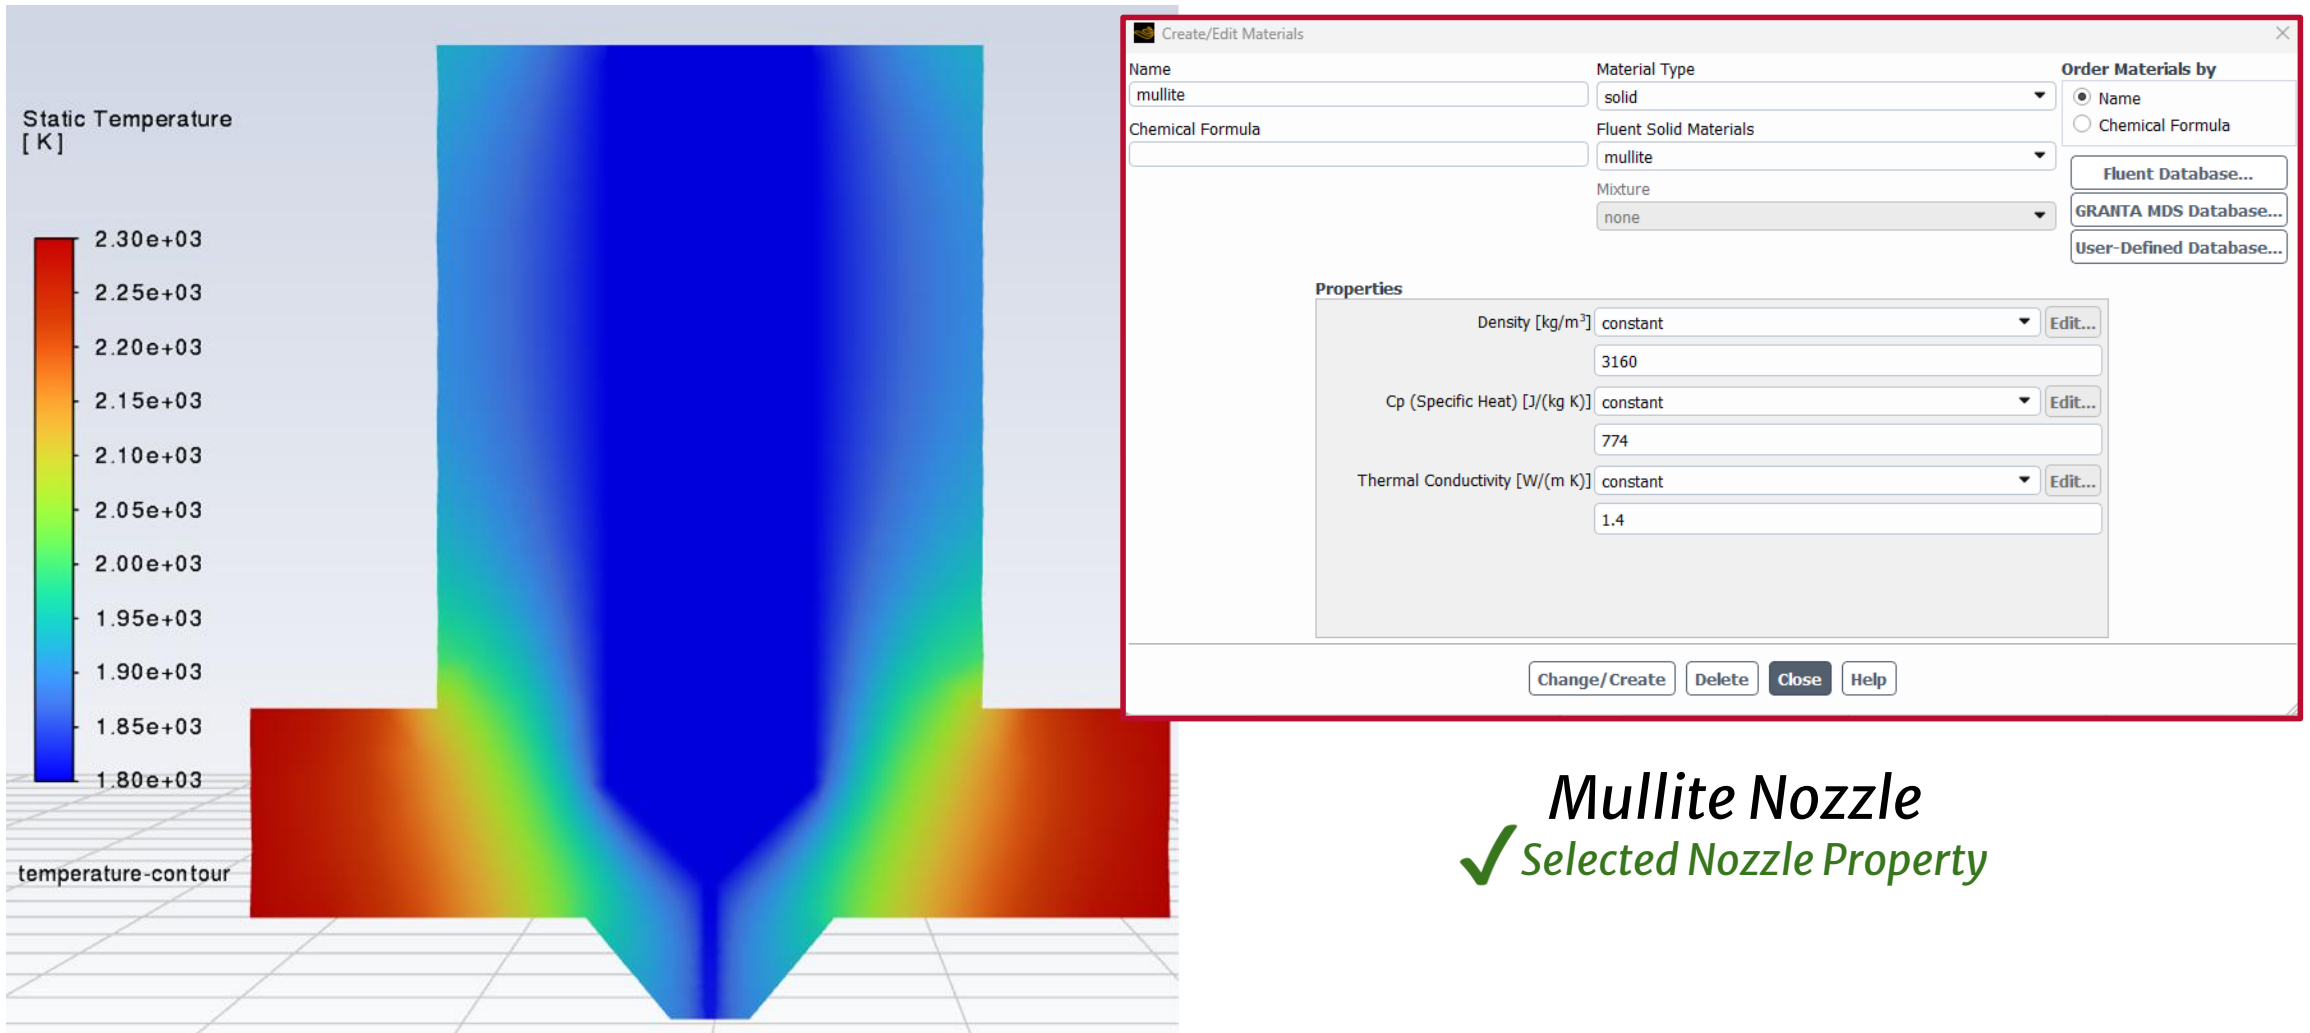 Static Temperature
[ K ]
2.30e+03
2.25e+03
2.20e+03
2.15e+03
2.10e+03
2.05e+03
2.00e+03
1.95e+03
1.90e+03
1.85e+03
1.80e+03
temperature-contour
Create/Edit Materials
Name
mullite
Chemical Formula
Material Type
solid
Fluent Solid Materials
mullite
Mixture
none
Order Materials by
Name
Chemical Formula
Fluent Database...
GRANTA MDS Database...
User-Defined Database...
Properties
Density [kg/m³] constant Edit...
3160
Cp (Specific Heat) [J/(kg K)] constant Edit...
774
Thermal Conductivity [W/(m K)] constant Edit...
1.4
Change/Create Delete Close Help
Mullite Nozzle
✓ Selected Nozzle Property